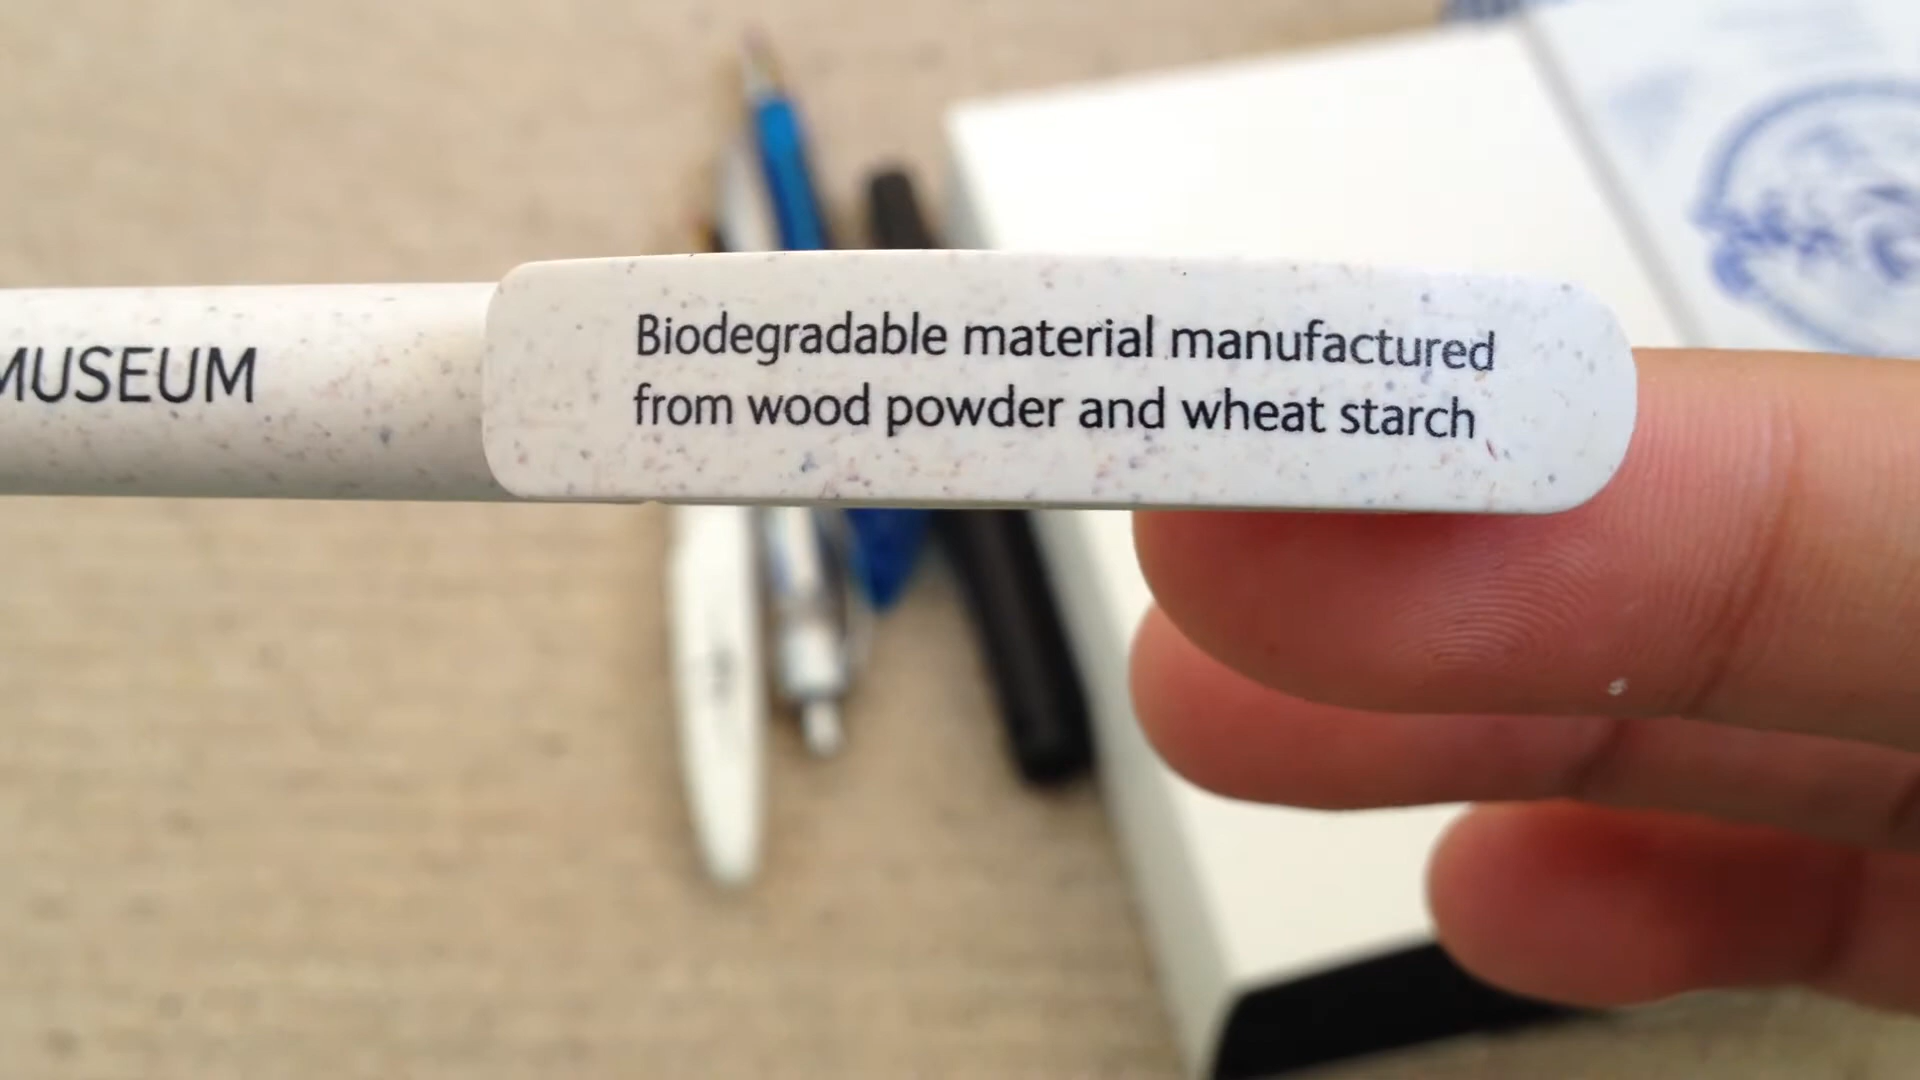 MUSEUM
Biodegradable material manufactured
from wood powder and wheat starch